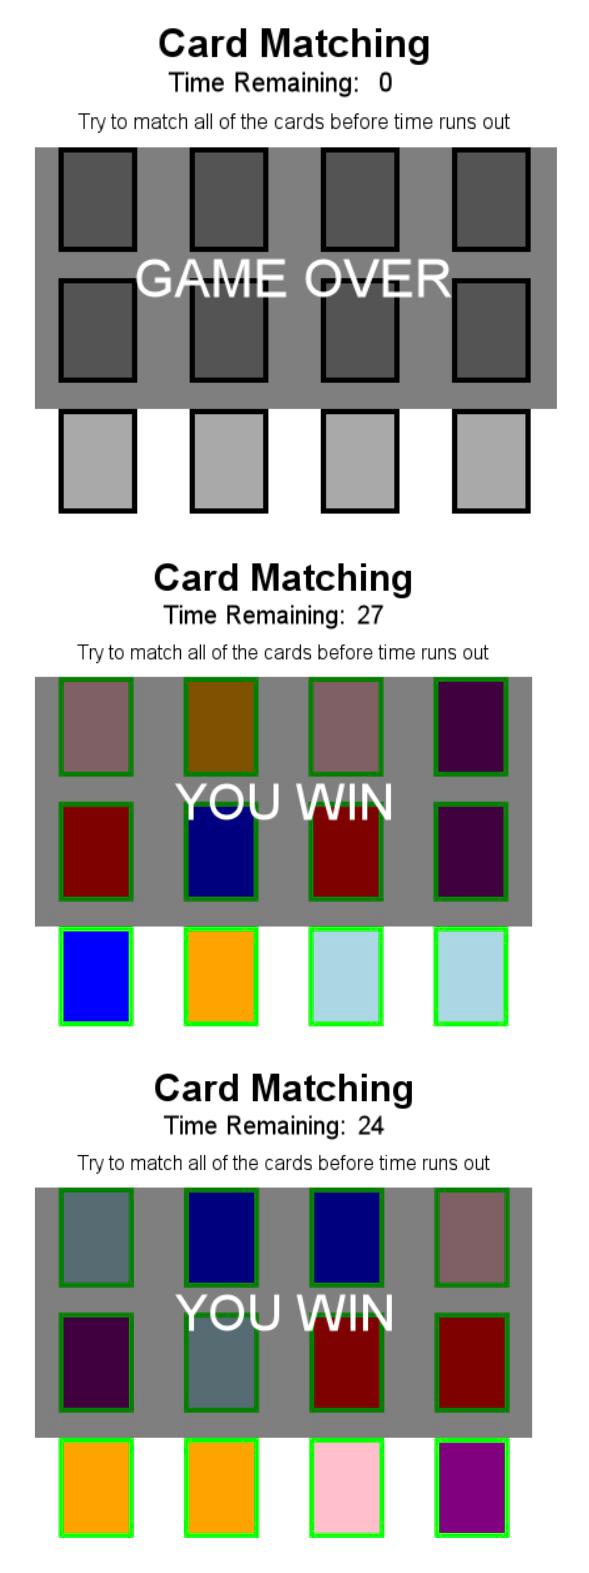 Card Matching
Time Remaining: 0
Try to match all of the cards before time runs out
GAME OVER
Card Matching
Time Remaining: 27
Try to match all of the cards before time runs out
YOU WIN
Card Matching
Time Remaining: 24
Try to match all of the cards before time runs out
YOU WIN